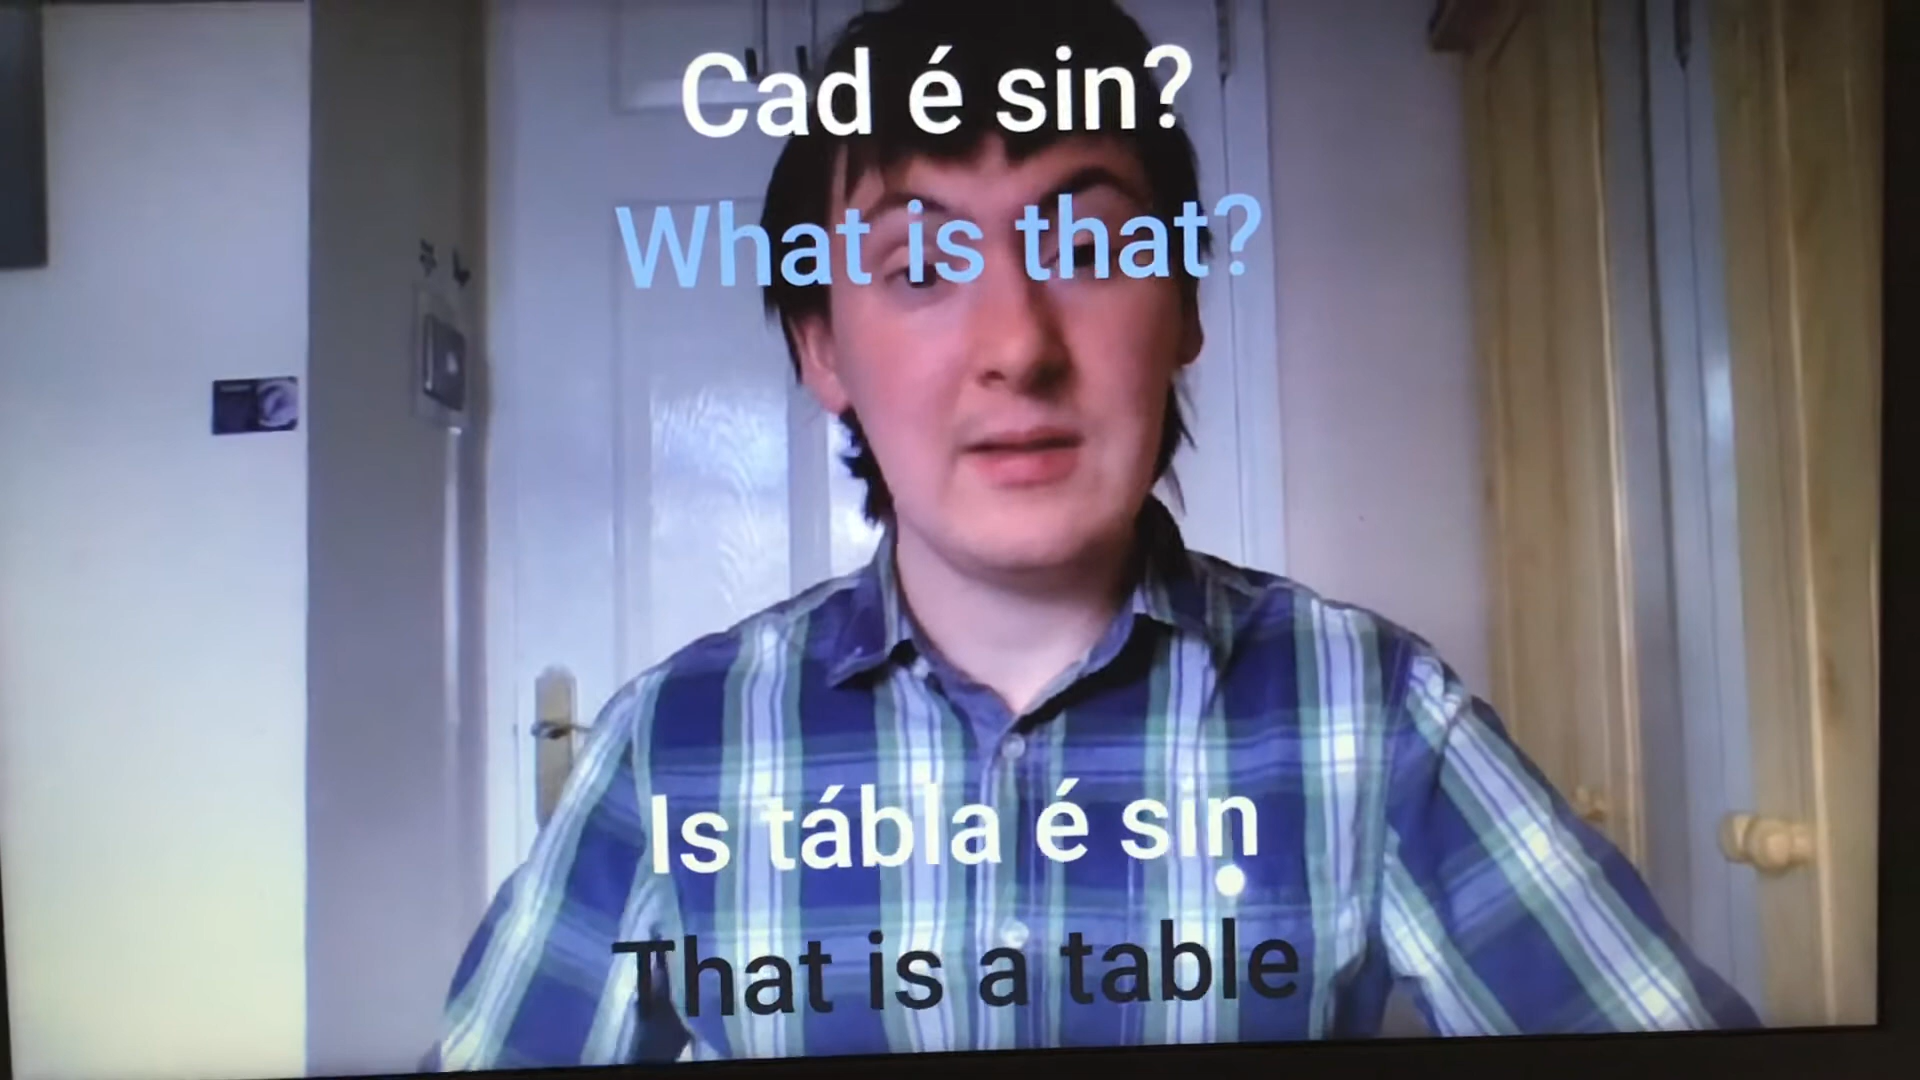 Cad é sin?
What is that?
Is tábla é sin
That is a table